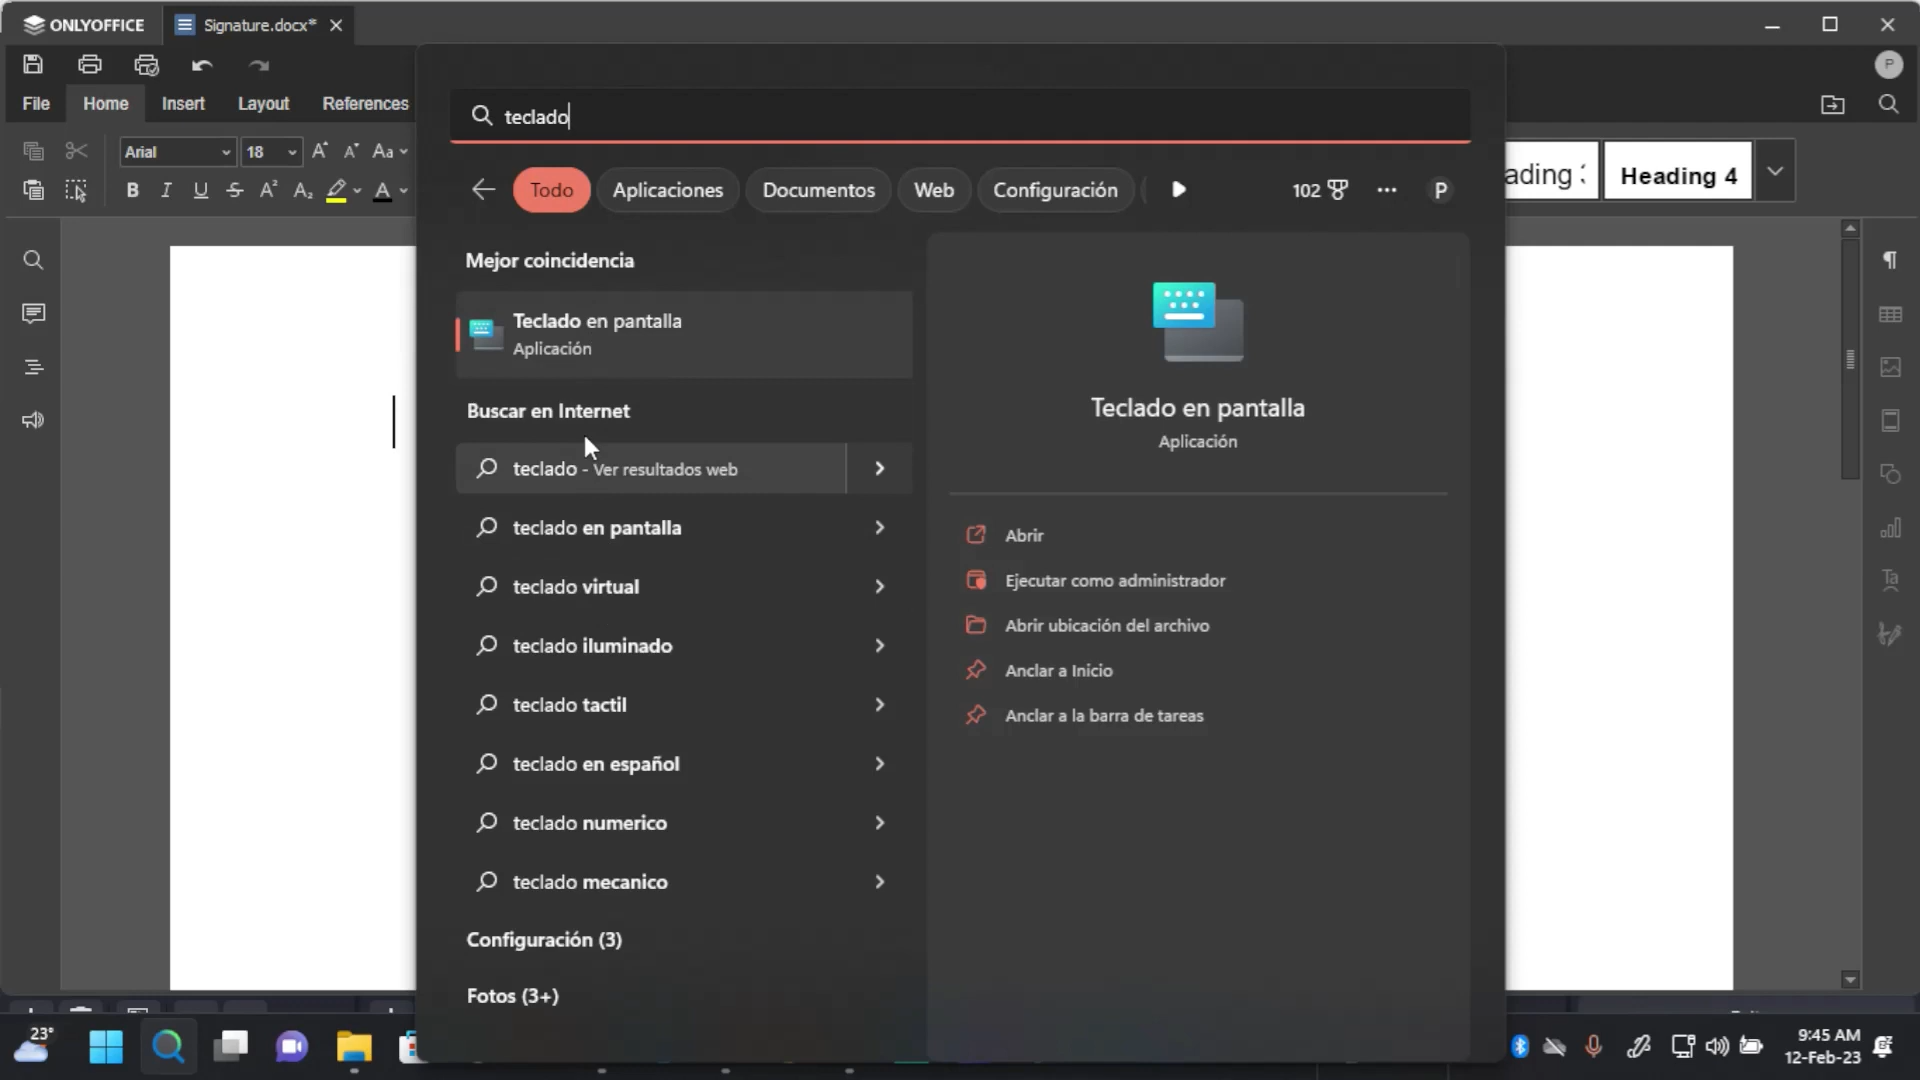 ONLYOFFICE
Signature.docx*
P
File
Home
Insert
Layout
References
Arial
18
Aa
B
I
U
S
A²
A₂
A
Heading 4
teclado
Todo
Aplicaciones
Documentos
Web
Configuración
102
P
Mejor coincidencia
Teclado en pantalla
Aplicación
Buscar en Internet
teclado - Ver resultados web
teclado en pantalla
teclado virtual
teclado iluminado
teclado tactil
teclado en español
teclado numerico
teclado mecanico
Configuración (3)
Fotos (3+)
Teclado en pantalla
Aplicación
Abrir
Ejecutar como administrador
Abrir ubicación del archivo
Anclar a Inicio
Anclar a la barra de tareas
23°
9:45 AM
12-Feb-23